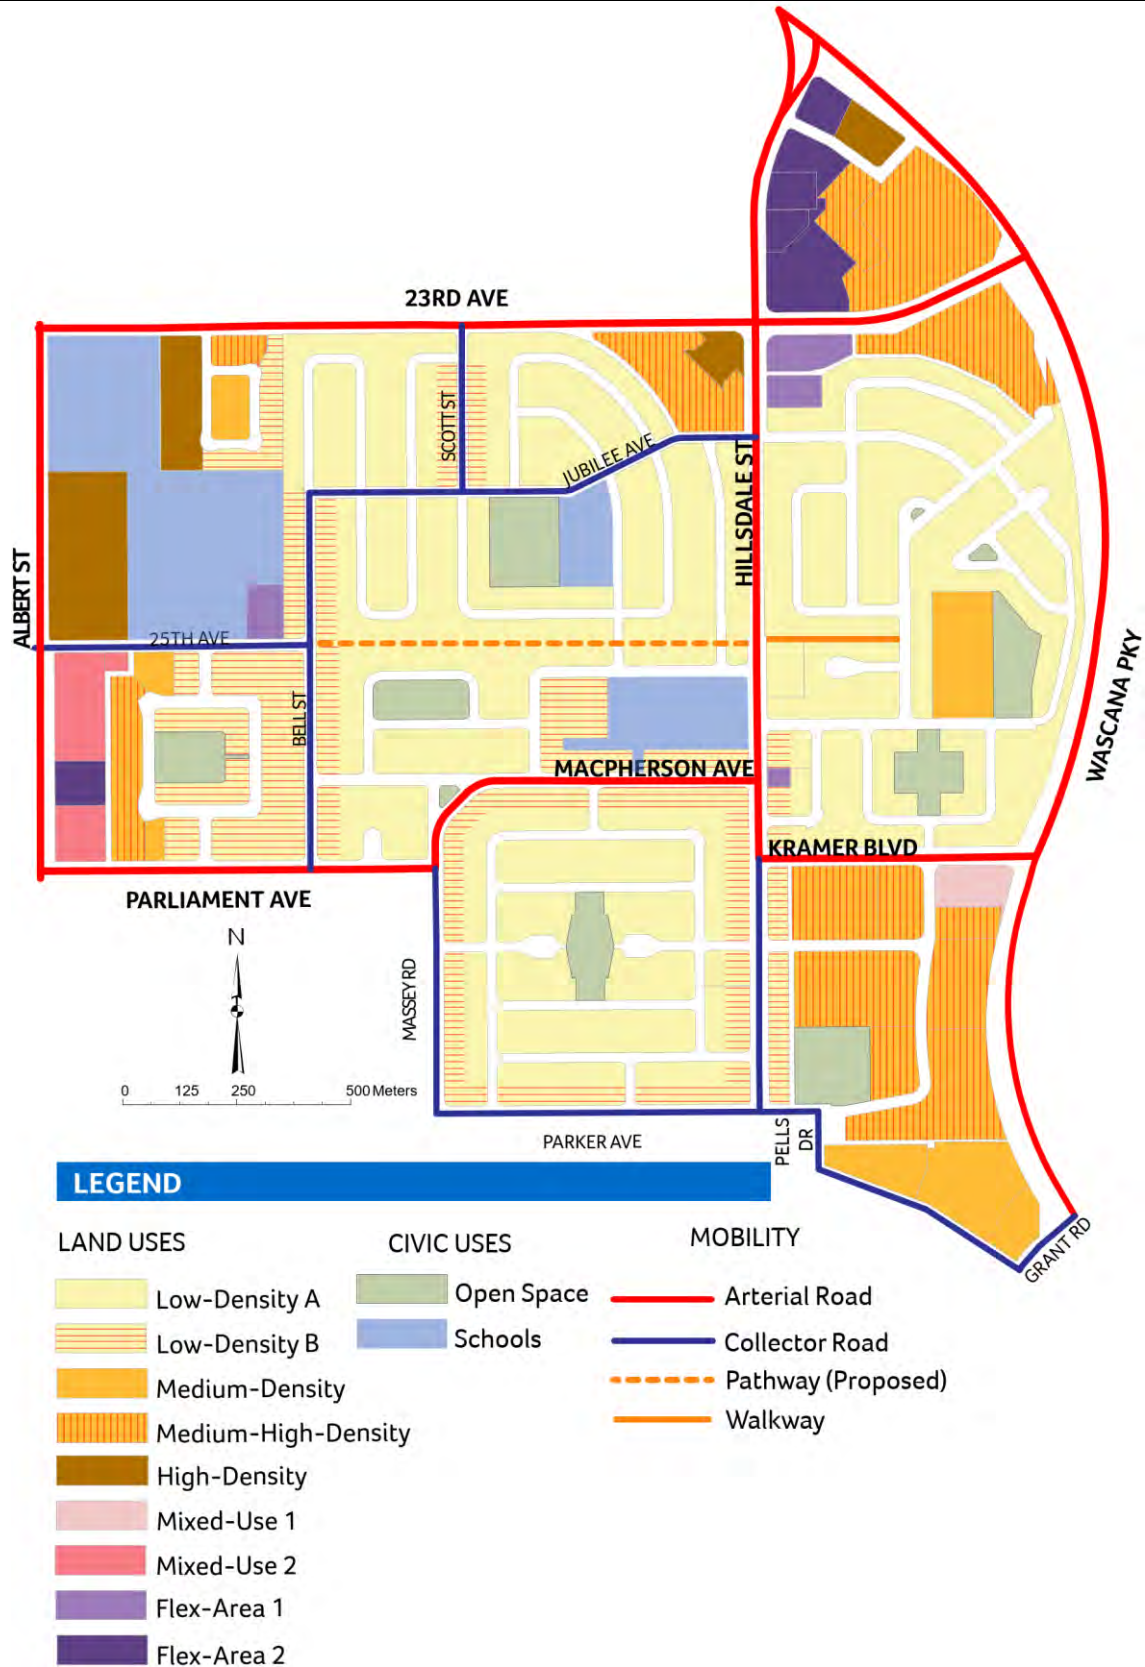 23RD AVE
SCOTT ST
JUBILEE AVE
HILLSDALE ST
ALBERT ST
25TH AVE
WASCANA PKY
BELL ST
MACPHERSON AVE
KRAMER BLVD
PARLIAMENT AVE
N
MASSEY RD
0 125 250 500 Meters
PARKER AVE
PELLS
DR
GRANT RD
LEGEND
LAND USES
Low-Density A
Low-Density B
Medium-Density
Medium-High-Density
High-Density
Mixed-Use 1
Mixed-Use 2
Flex-Area 1
Flex-Area 2
CIVIC USES
Open Space
Schools
MOBILITY
Arterial Road
Collector Road
Pathway (Proposed)
Walkway